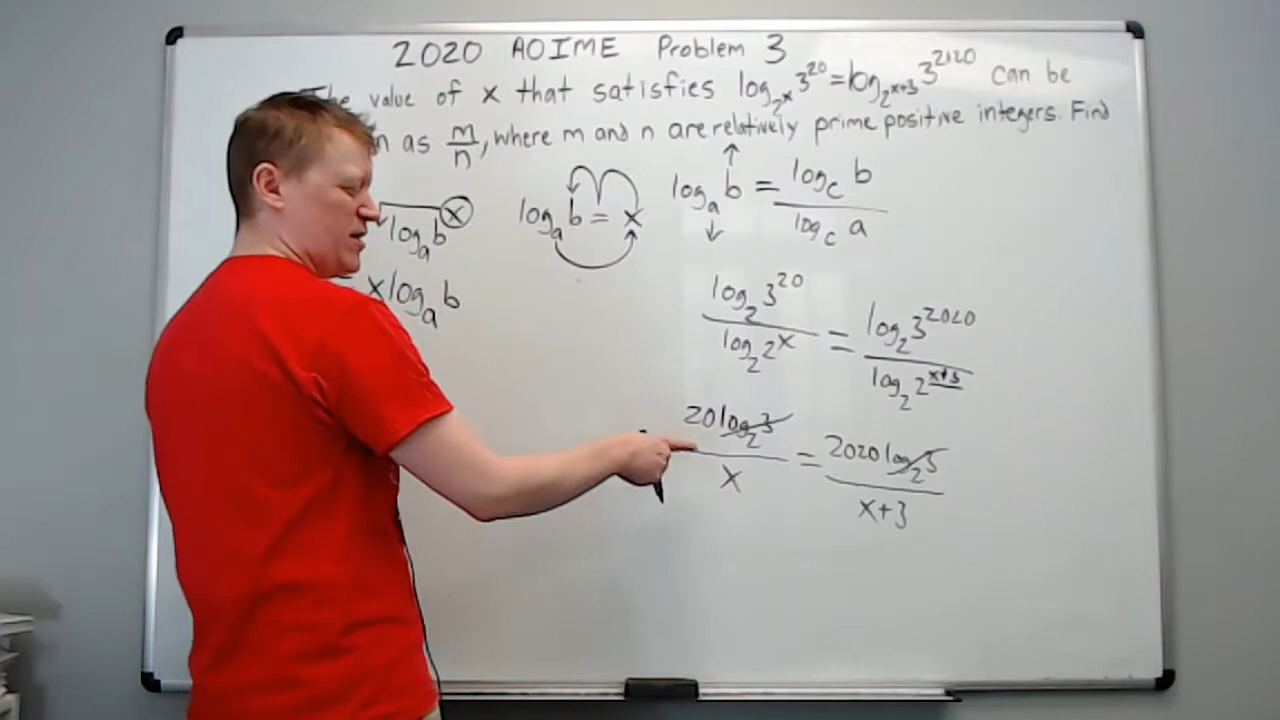 2020 AOIME Problem 3
The value of x that satisfies log_{2^x} 3^{20} = log_{2^{x+3}} 3^{2020} can be
n as m/n, where m and n are relatively prime positive integers. Find
log_a b^x log_a b = x log_a b = log_c b / log_c a
= x log_a b
log_2 3^{20} / log_2 2^x = log_2 3^{2020} / log_2 2^{x+3}
20 log_2 3 / x = 2020 log_2 3 / x+3